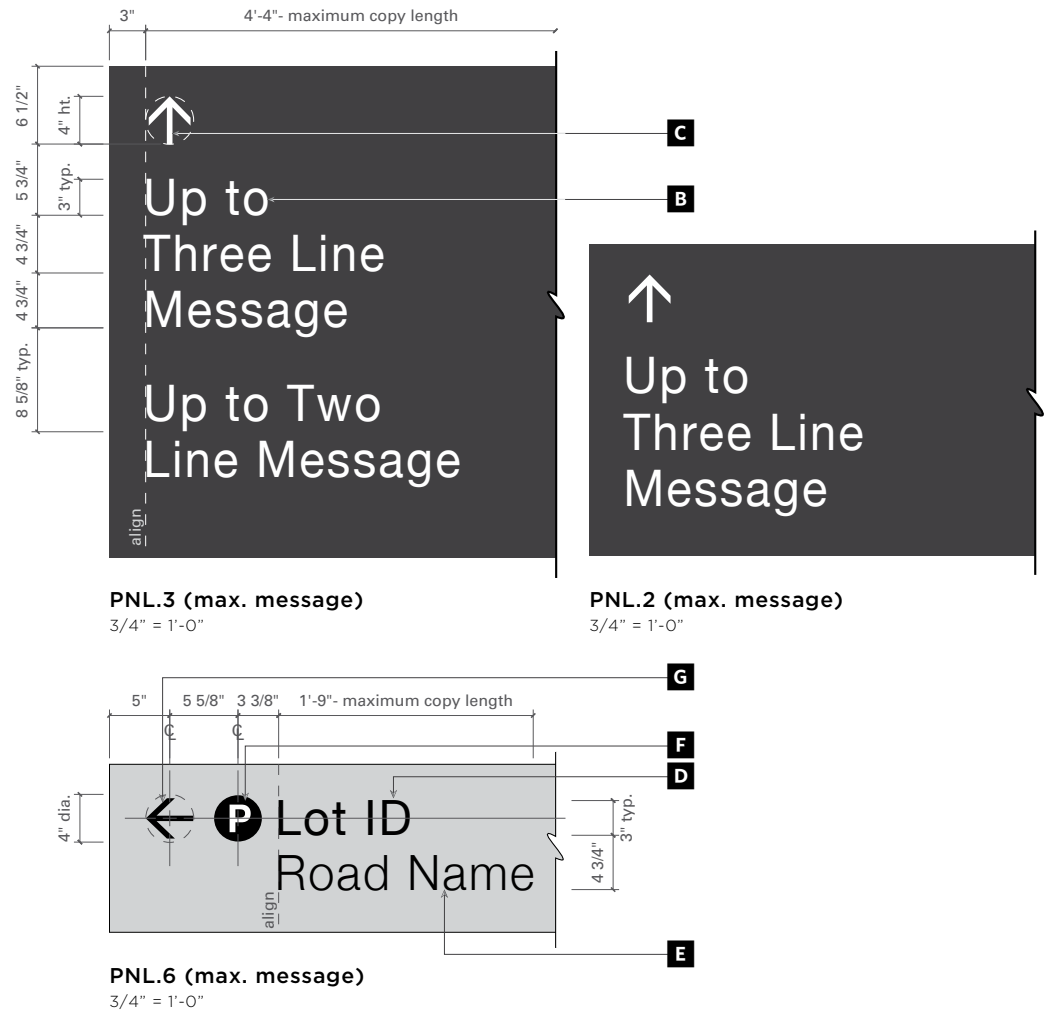 3" 4'-4"- maximum copy length
6 1/2"
4" ht.
5 3/4"
3" typ.
4 3/4"
4 3/4"
8 5/8" typ.
C
B
Up to
Three Line
Message
Up to Two
Line Message
align
Up to
Three Line
Message
PNL.3 (max. message)
3/4” = 1’-0”
PNL.2 (max. message)
3/4” = 1’-0”
G
5" 5 5/8" 3 3/8" 1'-9"- maximum copy length
℄ ℄
F
D
4" dia.
P Lot ID
Road Name
3" typ.
4 3/4"
align
E
PNL.6 (max. message)
3/4” = 1’-0”